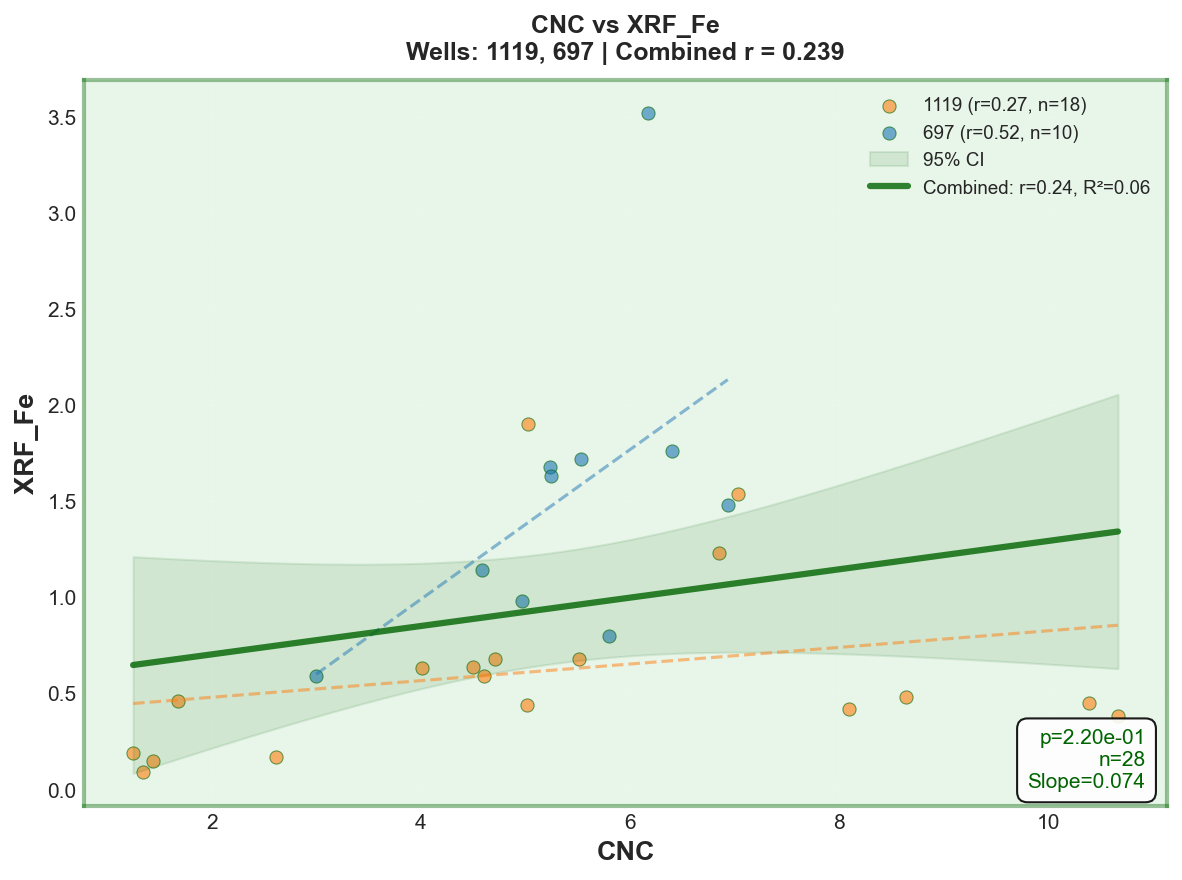 CNC vs XRF_Fe
Wells: 1119, 697 | Combined r = 0.239
1119 (r=0.27, n=18)
697 (r=0.52, n=10)
95% CI
Combined: r=0.24, R²=0.06
XRF_Fe
3.5
3.0
2.5
2.0
1.5
1.0
0.5
0.0
p=2.20e-01
n=28
Slope=0.074
2
4
6
8
10
CNC